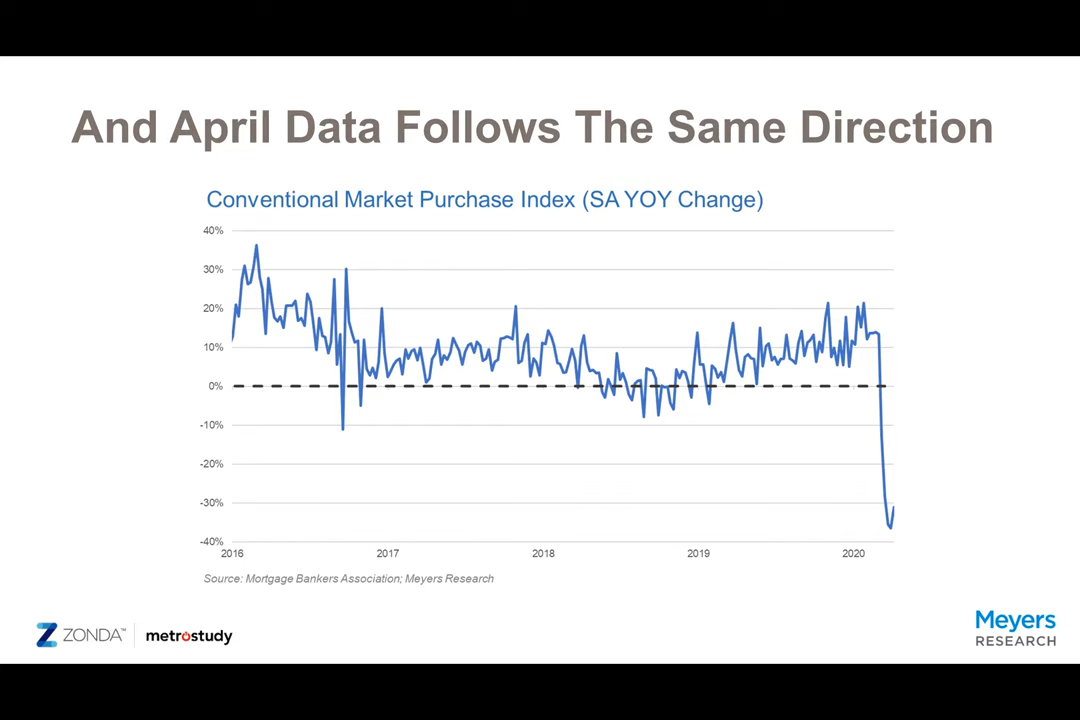 And April Data Follows The Same Direction
Conventional Market Purchase Index (SA YOY Change)
40%
30%
20%
10%
0%
-10%
-20%
-30%
-40%
2016 2017 2018 2019 2020
Source: Mortgage Bankers Association; Meyers Research
ZONDA™ metrostudy
Meyers
RESEARCH